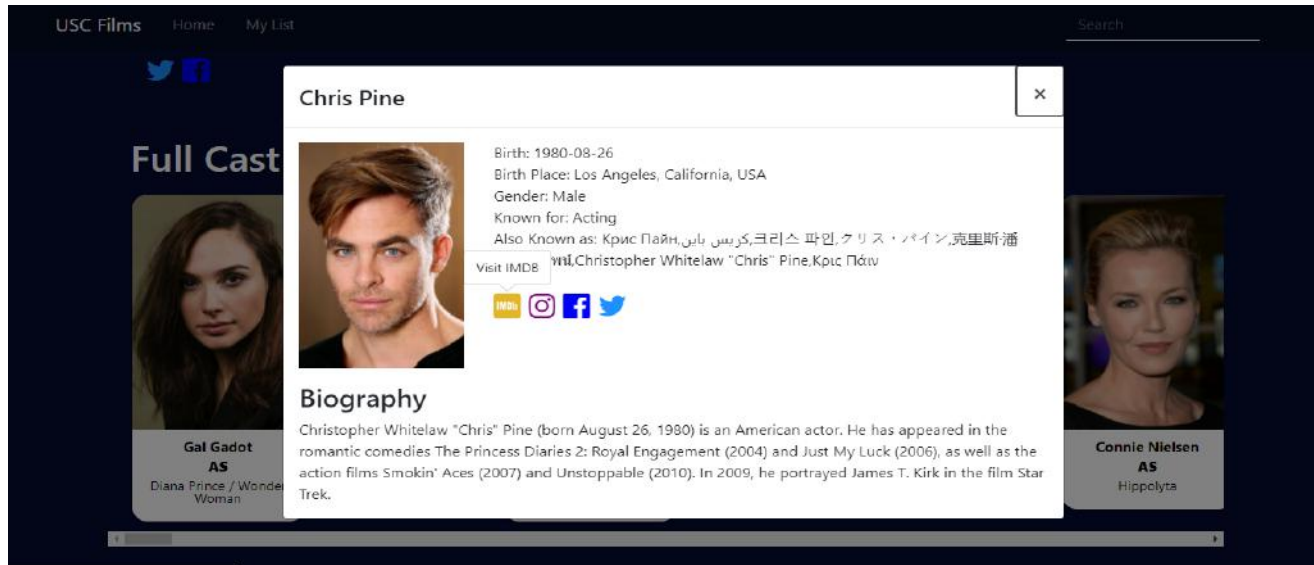 USC Films Home My List Search
Full Cast
Chris Pine
×
Birth: 1980-08-26
Birth Place: Los Angeles, California, USA
Gender: Male
Known for: Acting
Also Known as: Крис Пайн,کریس پاین,크리스 파인,クリス・パイン,克里斯·潘
Christopher Whitelaw "Chris" Pine,Κρις Πάιν
Visit IMDB
IMDb
Biography
Christopher Whitelaw "Chris" Pine (born August 26, 1980) is an American actor. He has appeared in the
romantic comedies The Princess Diaries 2: Royal Engagement (2004) and Just My Luck (2006), as well as the
action films Smokin' Aces (2007) and Unstoppable (2010). In 2009, he portrayed James T. Kirk in the film Star
Trek.
Gal Gadot
AS
Diana Prince / Wonder
Woman
Connie Nielsen
AS
Hippolyta